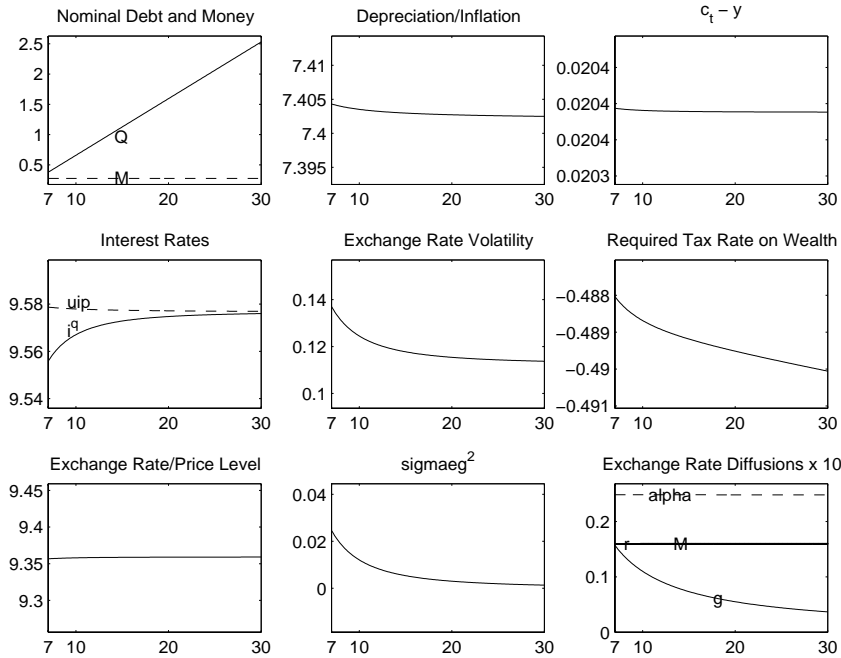 Nominal Debt and Money
2.5
2
1.5
1
0.5
Q
M
7 10 20 30
Depreciation/Inflation
7.41
7.405
7.4
7.395
7 10 20 30
c_t − y
0.0204
0.0204
0.0204
0.0203
7 10 20 30
Interest Rates
9.58
9.56
9.54
uip
i^q
7 10 20 30
Exchange Rate Volatility
0.14
0.12
0.1
7 10 20 30
Required Tax Rate on Wealth
−0.488
−0.489
−0.49
−0.491
7 10 20 30
Exchange Rate/Price Level
9.45
9.4
9.35
9.3
7 10 20 30
sigmaeg^2
0.04
0.02
0
7 10 20 30
Exchange Rate Diffusions x 10
0.2
0.1
0
alpha
r M
g
7 10 20 30